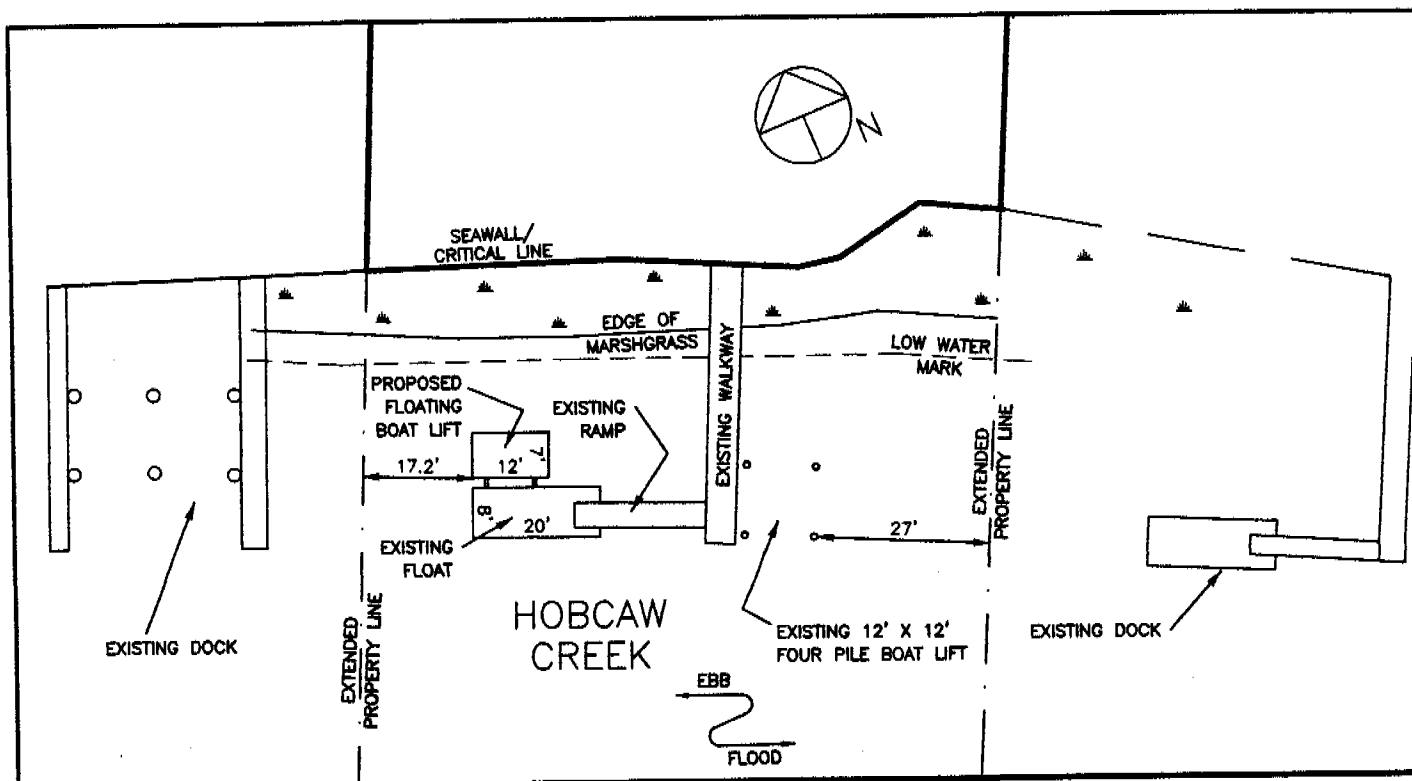 N
SEAWALL/
CRITICAL LINE
EDGE OF
MARSHGRASS
EXISTING WALKWAY
LOW WATER
MARK
PROPOSED
FLOATING
BOAT LIFT
EXISTING
RAMP
17.2'
12'
7'
8'
20'
EXISTING
FLOAT
27'
EXTENDED
PROPERTY LINE
EXISTING DOCK
EXTENDED
PROPERTY LINE
HOBCAW
CREEK
EXISTING 12' X 12'
FOUR PILE BOAT LIFT
EXISTING DOCK
EBB
FLOOD